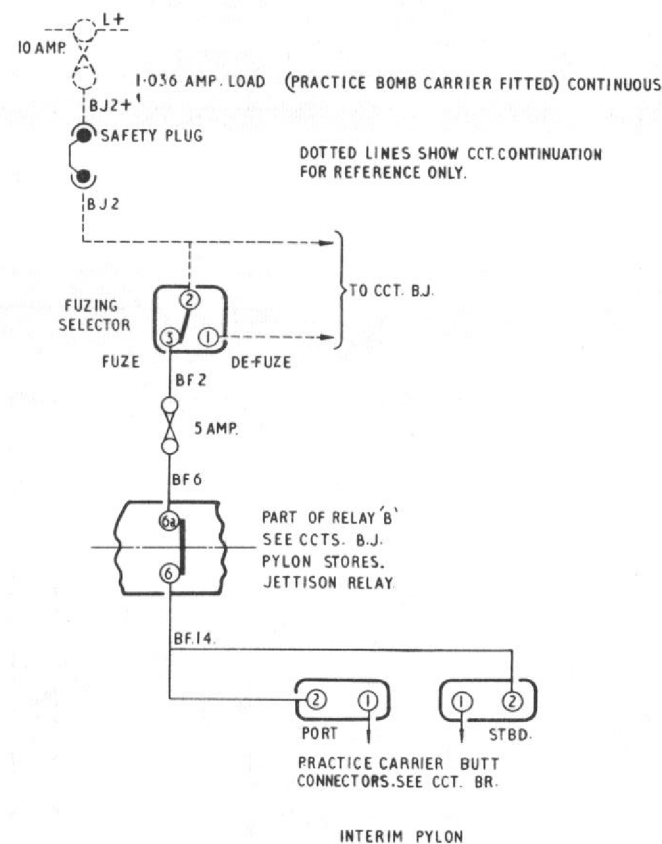 L+
10 AMP.
1·036 AMP. LOAD (PRACTICE BOMB CARRIER FITTED) CONTINUOUS
BJ2+
SAFETY PLUG
DOTTED LINES SHOW CCT. CONTINUATION
FOR REFERENCE ONLY.
BJ2
TO CCT. B.J.
FUZING
SELECTOR
2
3
1
FUZE
DE-FUZE
BF2
5 AMP.
BF6
6a
6
PART OF RELAY 'B'
SEE CCTS. B.J.
PYLON STORES.
JETTISON RELAY
BF.14.
2
1
1
2
PORT
STBD.
PRACTICE CARRIER BUTT
CONNECTORS. SEE CCT. BR.
INTERIM PYLON